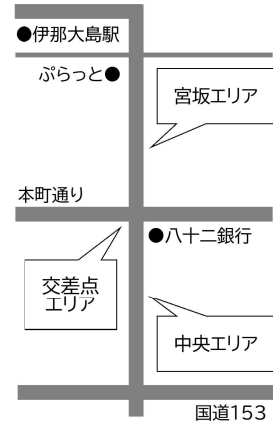 ●伊那大島駅
ぷらっと●
宮坂エリア
本町通り
●八十二銀行
交差点
エリア
中央エリア
国道153